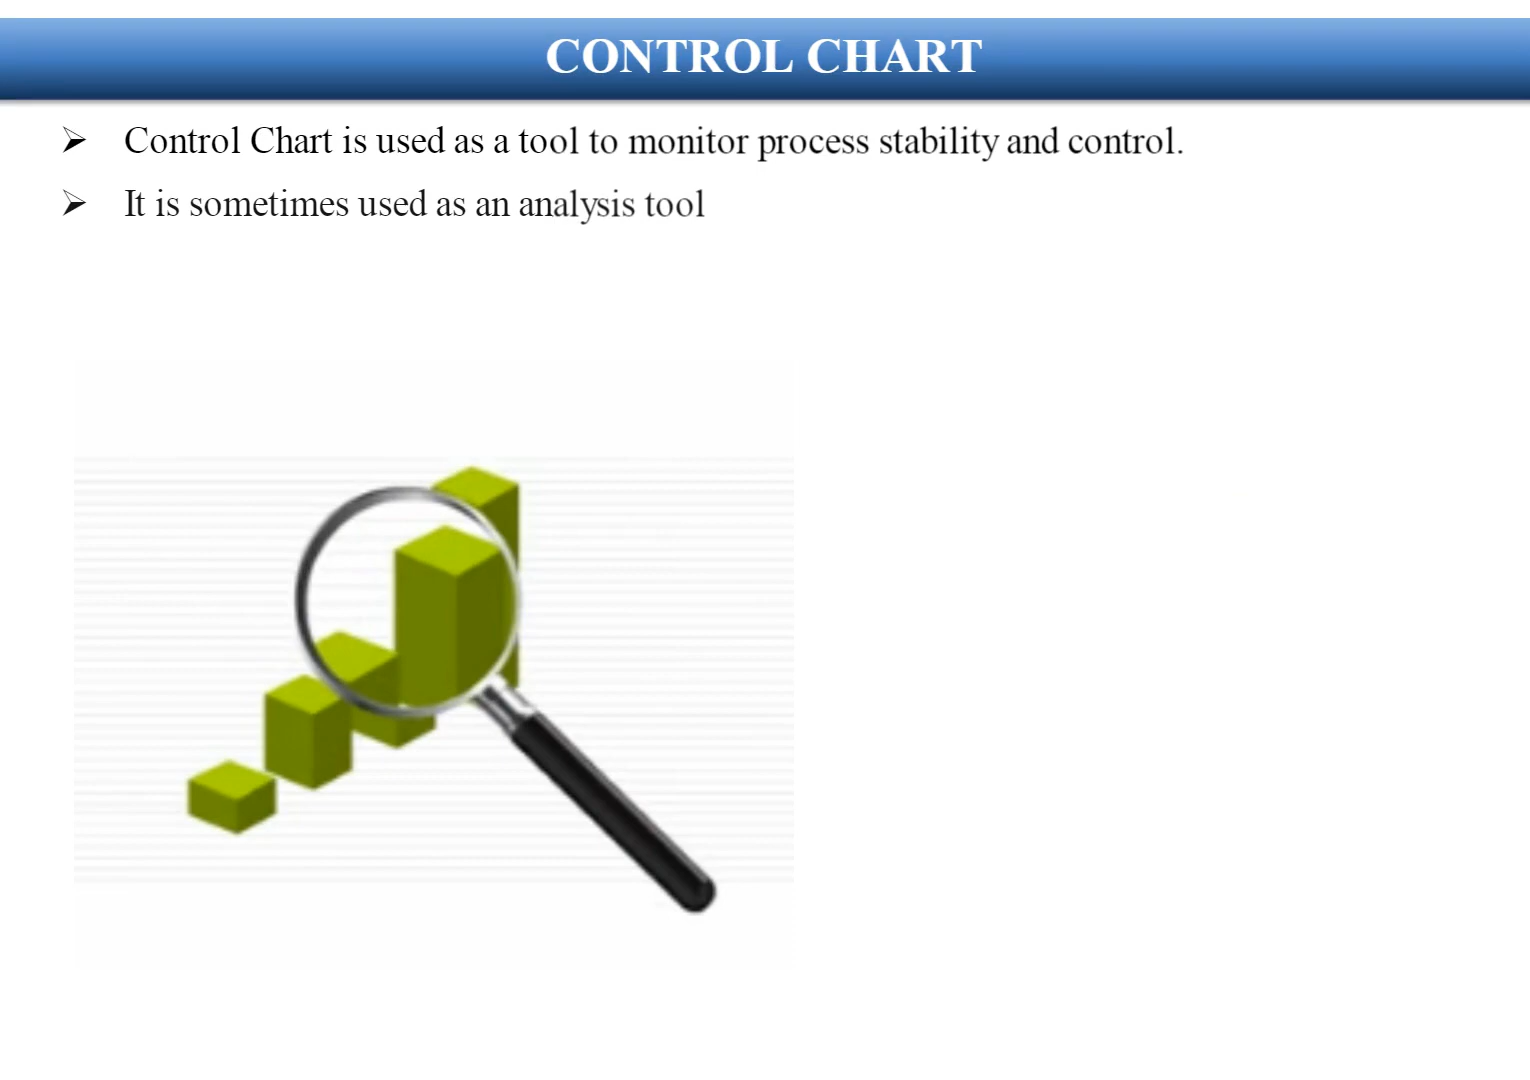 CONTROL CHART
➤ Control Chart is used as a tool to monitor process stability and control.
➤ It is sometimes used as an analysis tool